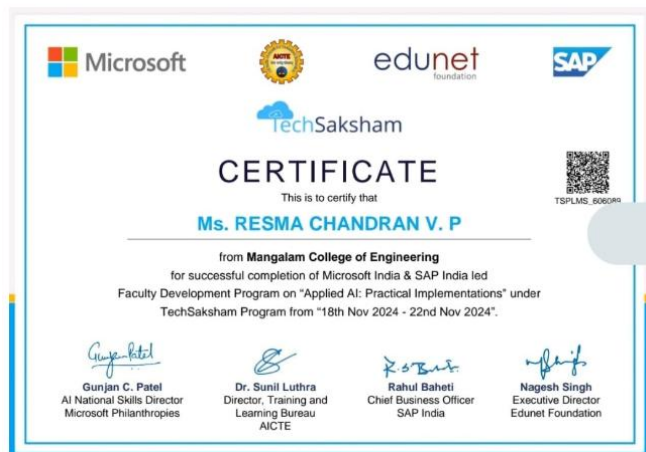 Microsoft
AICTE
edunet
foundation
SAP
TechSaksham
CERTIFICATE
This is to certify that
TSPLMS_606089
Ms. RESMA CHANDRAN V. P
from Mangalam College of Engineering
for successful completion of Microsoft India & SAP India led
Faculty Development Program on "Applied AI: Practical Implementations" under
TechSaksham Program from "18th Nov 2024 - 22nd Nov 2024".
Gunjan Patel
Gunjan C. Patel
AI National Skills Director
Microsoft Philanthropies
Dr. Sunil Luthra
Director, Training and
Learning Bureau
AICTE
Rahul Baheti
Chief Business Officer
SAP India
Nagesh Singh
Executive Director
Edunet Foundation